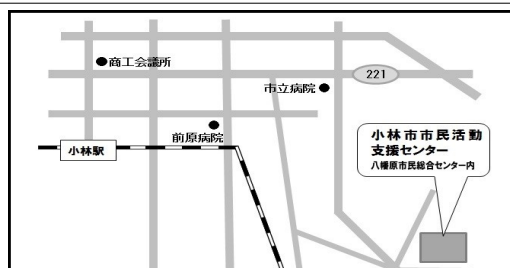 商工会議所
221
市立病院
前原病院
小林駅
小林市市民活動
支援センター
八幡原市民総合センター内